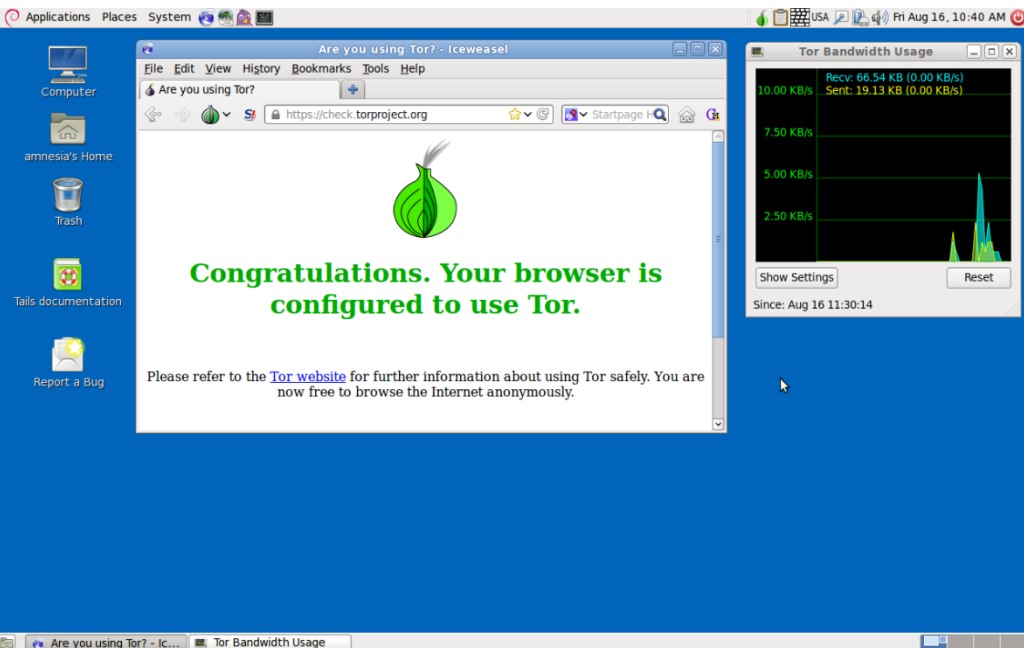 Applications Places System
USA
Fri Aug 16, 10:40 AM
Computer
amnesia's Home
Trash
Tails documentation
Report a Bug
Are you using Tor? - Iceweasel
File Edit View History Bookmarks Tools Help
Are you using Tor?
https://check.torproject.org
Startpage H
Congratulations. Your browser is
configured to use Tor.
Please refer to the Tor website for further information about using Tor safely. You are
now free to browse the Internet anonymously.
Tor Bandwidth Usage
Recv: 66.54 KB (0.00 KB/s)
Sent: 19.13 KB (0.00 KB/s)
10.00 KB/s
7.50 KB/s
5.00 KB/s
2.50 KB/s
Show Settings
Reset
Since: Aug 16 11:30:14
Are you using Tor? - Ic...
Tor Bandwidth Usage